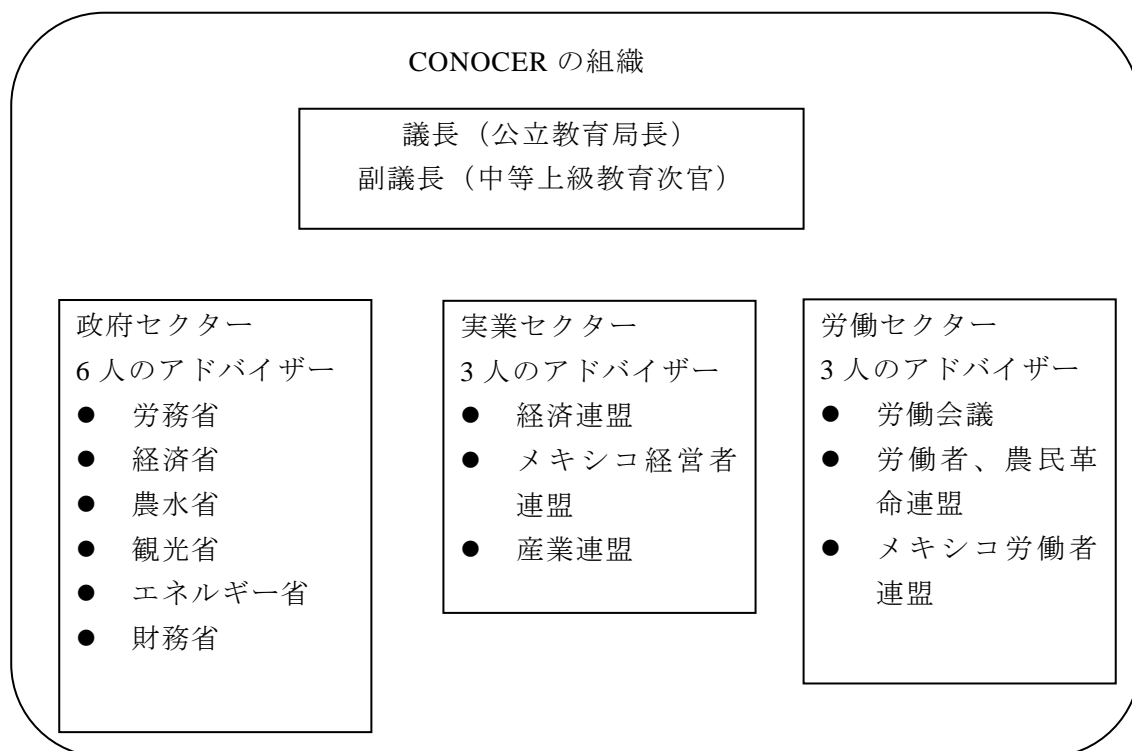 CONOCER の組織
議長（公立教育局長）
副議長（中等上級教育次官）
政府セクター
6 人のアドバイザー
● 労務省
● 経済省
● 農水省
● 観光省
● エネルギー省
● 財務省
実業セクター
3 人のアドバイザー
● 経済連盟
● メキシコ経営者
連盟
● 産業連盟
労働セクター
3 人のアドバイザー
● 労働会議
● 労働者、農民革
命連盟
● メキシコ労働者
連盟